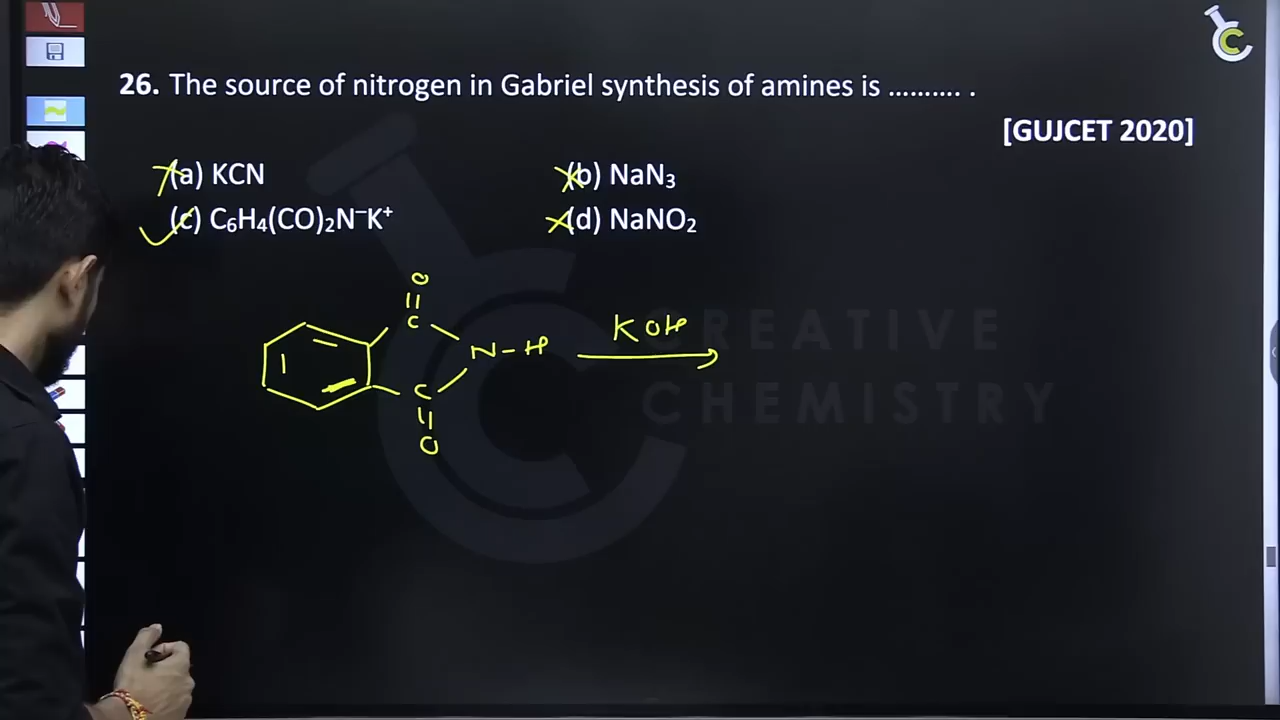 26. The source of nitrogen in Gabriel synthesis of amines is .......... .
[GUJCET 2020]
(a) KCN (b) NaN₃
(c) C₆H₄(CO)₂N⁻K⁺ (d) NaNO₂
O
C
N-H KOH
C
O
CREATIVE
CHEMISTRY